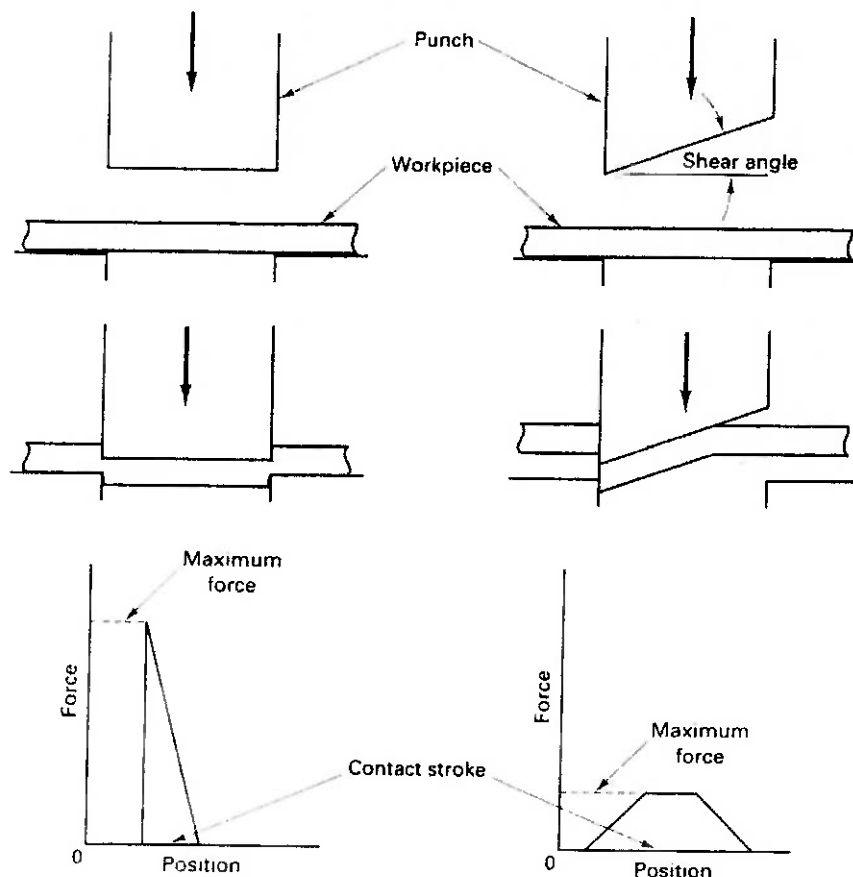 Punch
Shear angle
Workpiece
Maximum
force
Force
Maximum
force
Force
Contact stroke
0
Position
0
Position